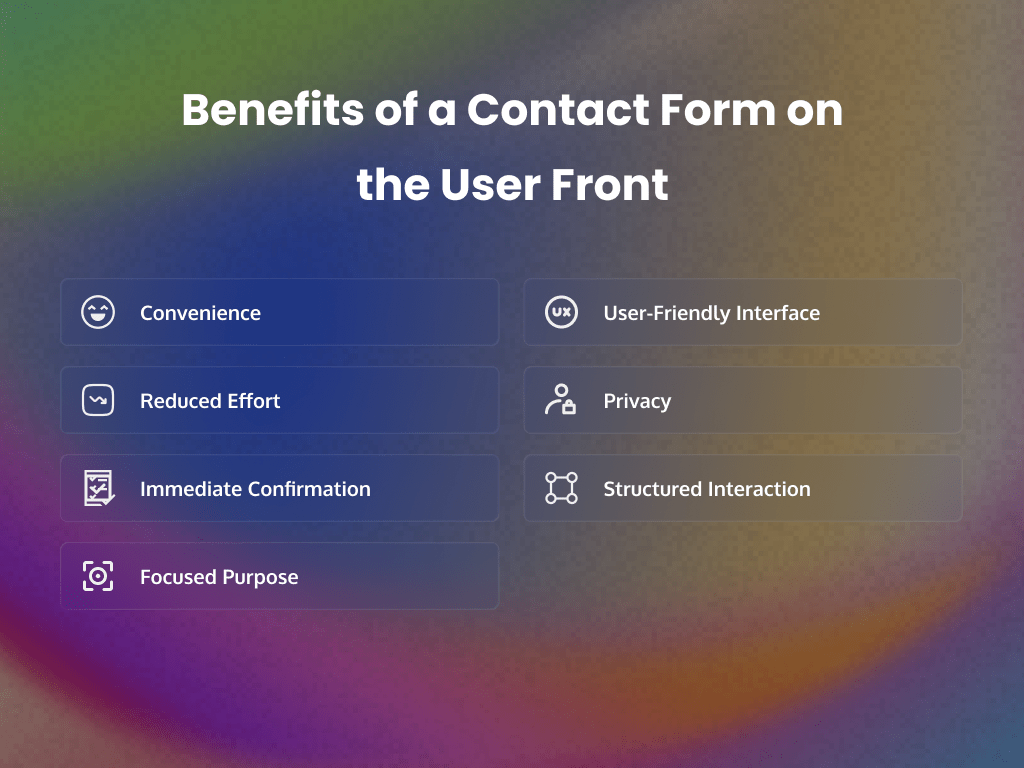 Benefits of a Contact Form on
the User Front
Convenience
UX
User-Friendly Interface
Reduced Effort
Privacy
Immediate Confirmation
Structured Interaction
Focused Purpose